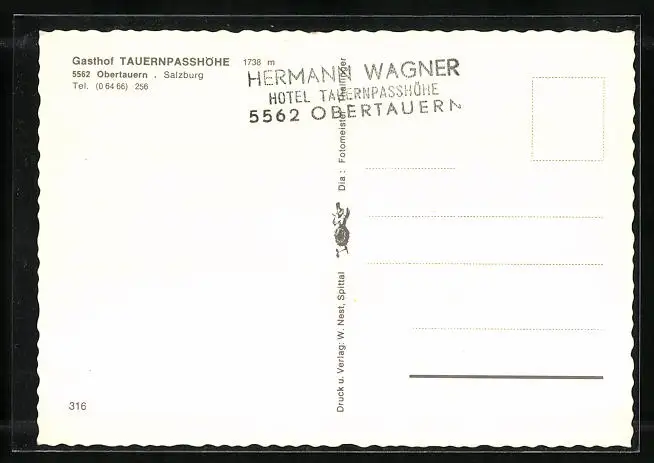 Gasthof TAUERNPASSHÖHE 1738 m
5562 Obertauern . Salzburg
Tel. (0 64 66) 256
HERMANN WAGNER
HOTEL TAUERNPASSHÖHE
5562 OBERTAUERN
Dia : Fotomeister
Druck u. Verlag: W. Nest, Spittal
316